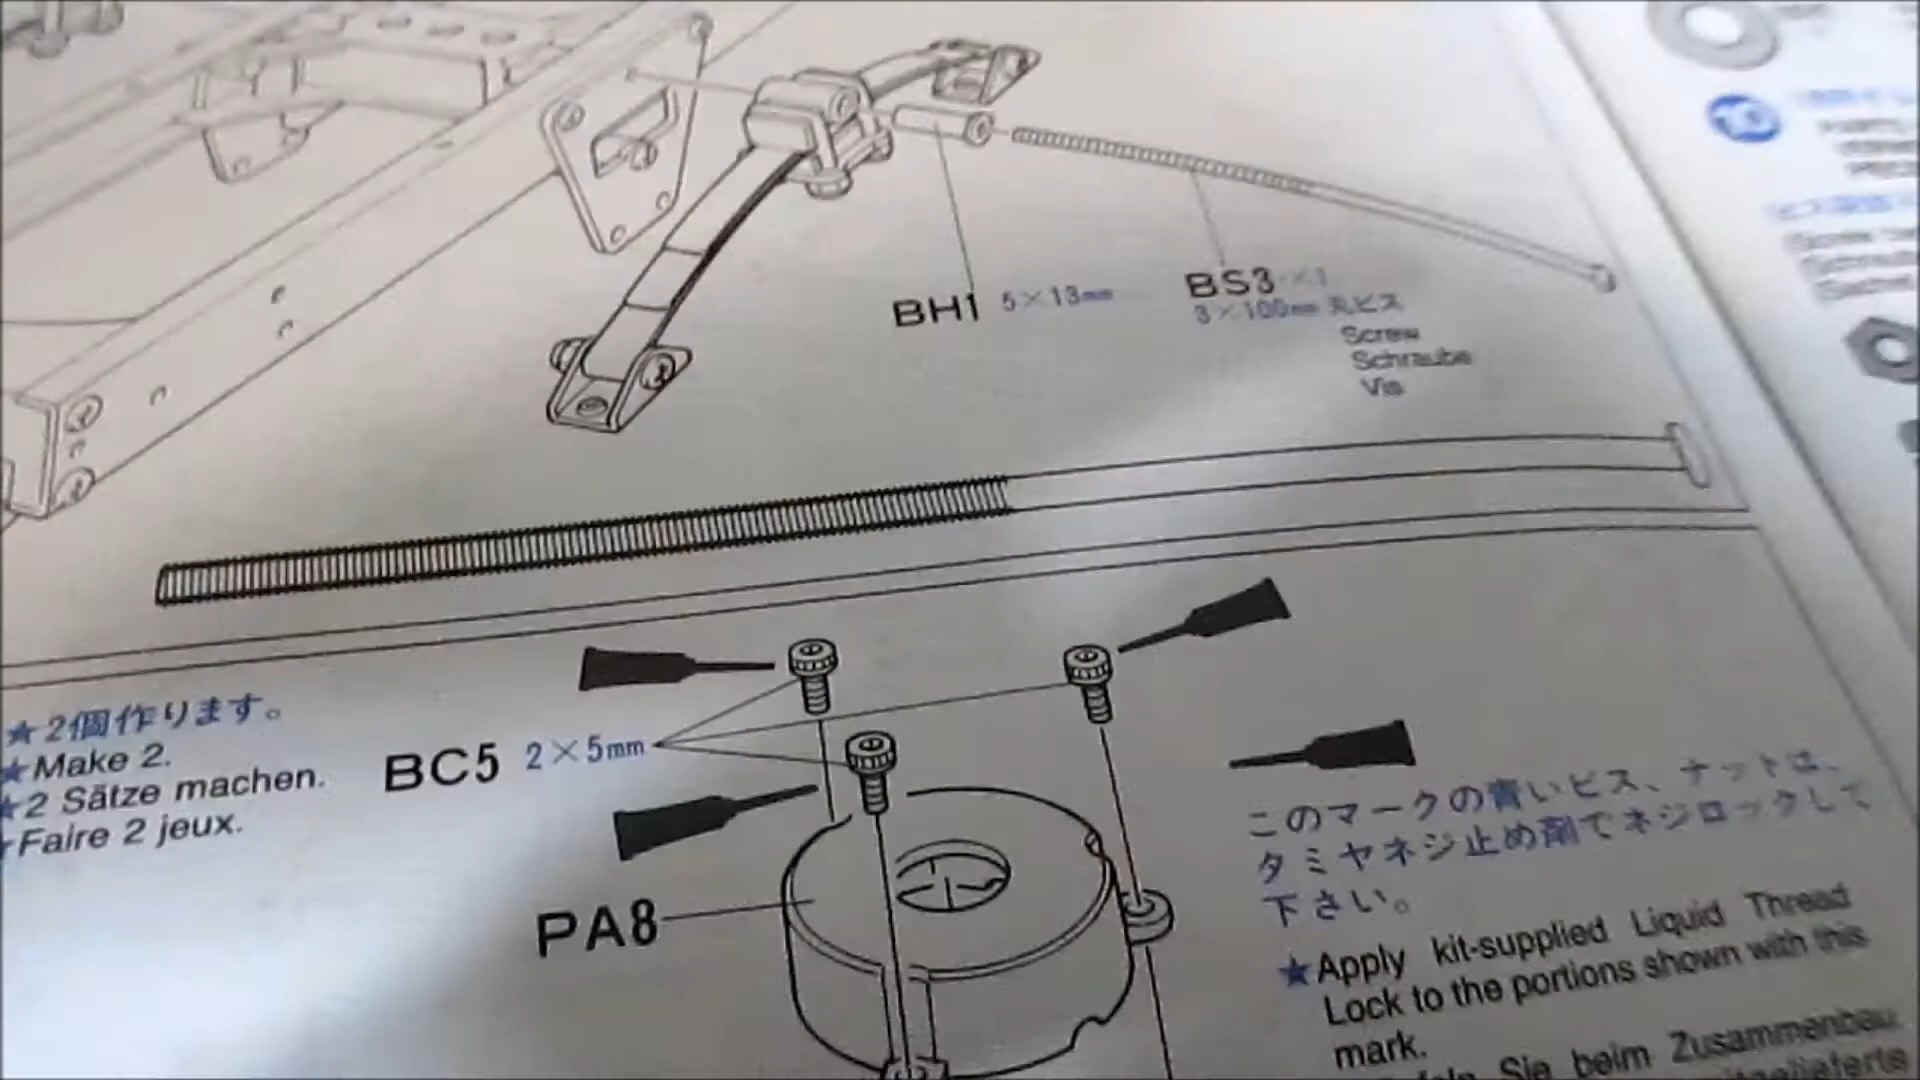 BH1 5×13mm
BS3 ×1
3×100mm 丸ビス
Screw
Schraube
Vis
★2個作ります。
★Make 2.
★2 Sätze machen.
★Faire 2 jeux.
BC5 2×5mm
PA8
このマークの青いビス、ナットは、
タミヤネジ止め剤でネジロックして
下さい。
★Apply kit-supplied Liquid Thread
Lock to the portions shown with this
mark.
Sie beim Zusammenbau